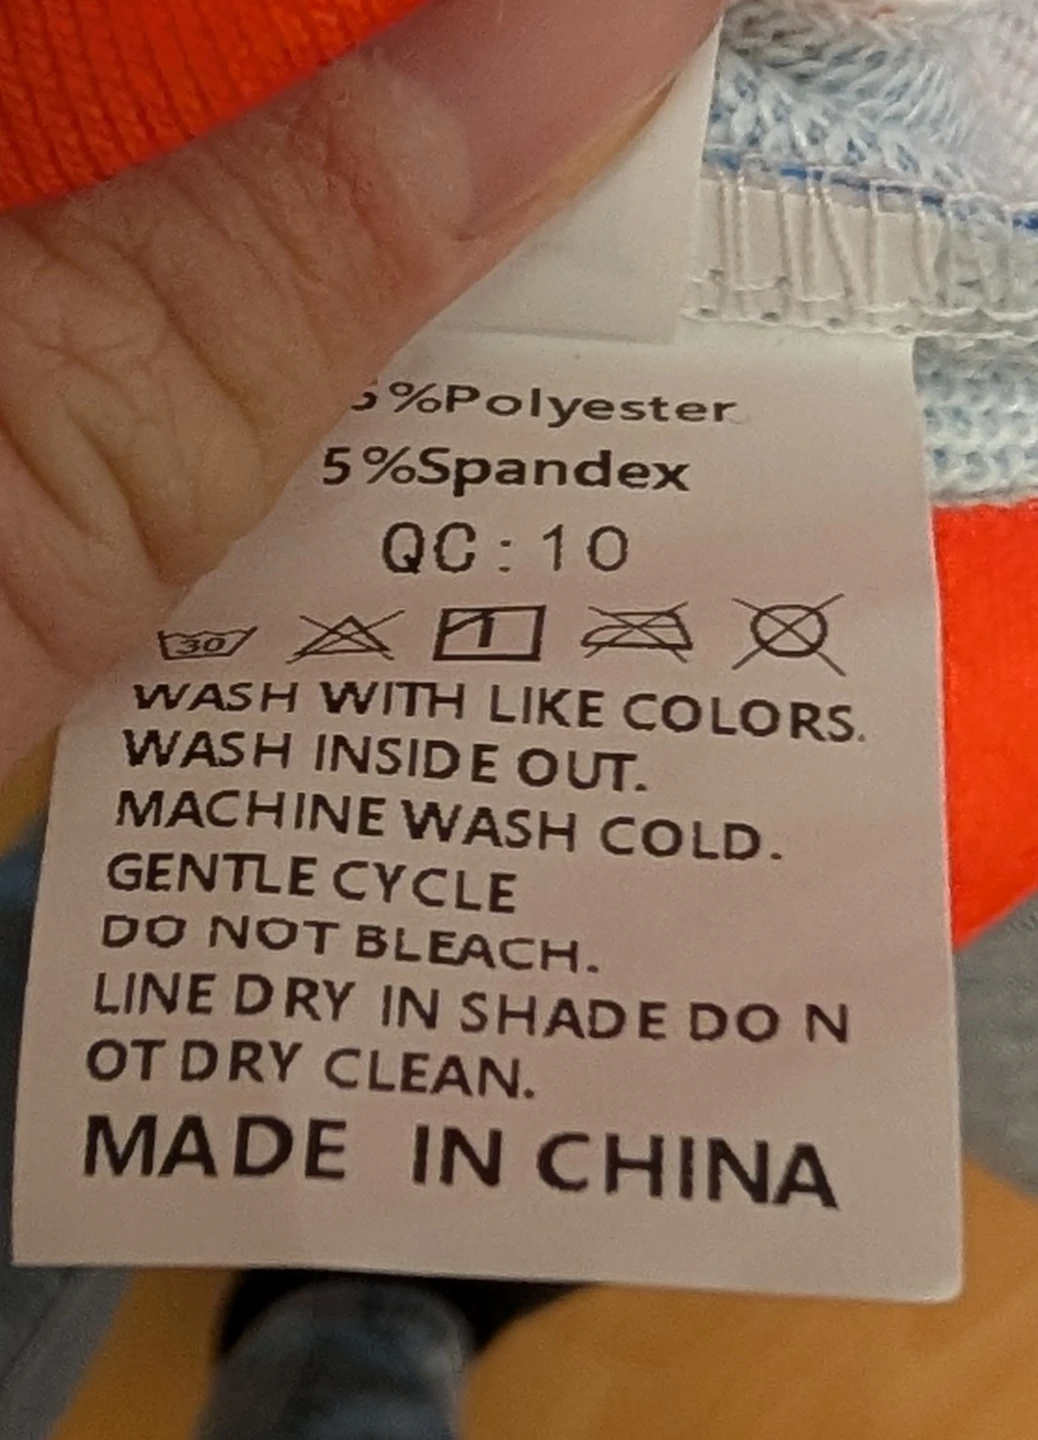 5%Polyester
5%Spandex
QC:10
30
WASH WITH LIKE COLORS.
WASH INSIDE OUT.
MACHINE WASH COLD.
GENTLE CYCLE
DO NOT BLEACH.
LINE DRY IN SHADE DO N
OT DRY CLEAN.
MADE IN CHINA